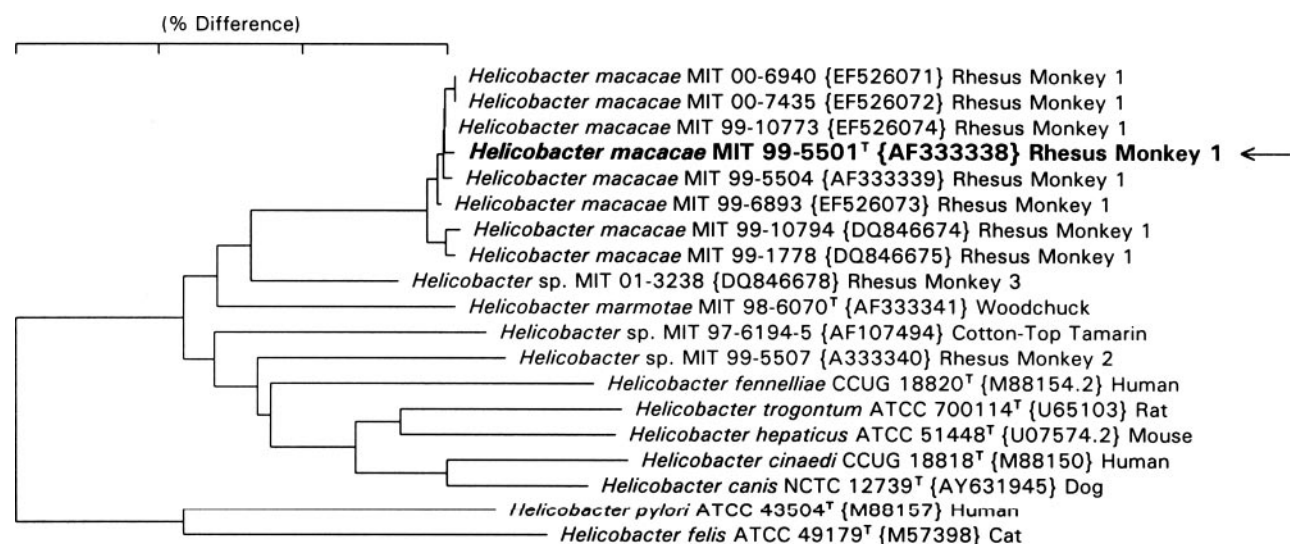 (% Difference)
Helicobacter macacae MIT 00-6940 {EF526071} Rhesus Monkey 1
Helicobacter macacae MIT 00-7435 {EF526072} Rhesus Monkey 1
Helicobacter macacae MIT 99-10773 {EF526074} Rhesus Monkey 1
Helicobacter macacae MIT 99-5501ᵀ {AF333338} Rhesus Monkey 1
Helicobacter macacae MIT 99-5504 {AF333339} Rhesus Monkey 1
Helicobacter macacae MIT 99-6893 {EF526073} Rhesus Monkey 1
Helicobacter macacae MIT 99-10794 {DQ846674} Rhesus Monkey 1
Helicobacter macacae MIT 99-1778 {DQ846675} Rhesus Monkey 1
Helicobacter sp. MIT 01-3238 {DQ846678} Rhesus Monkey 3
Helicobacter marmotae MIT 98-6070ᵀ {AF333341} Woodchuck
Helicobacter sp. MIT 97-6194-5 {AF107494} Cotton-Top Tamarin
Helicobacter sp. MIT 99-5507 {A333340} Rhesus Monkey 2
Helicobacter fennelliae CCUG 18820ᵀ {M88154.2} Human
Helicobacter trogontum ATCC 700114ᵀ {U65103} Rat
Helicobacter hepaticus ATCC 51448ᵀ {U07574.2} Mouse
Helicobacter cinaedi CCUG 18818ᵀ {M88150} Human
Helicobacter canis NCTC 12739ᵀ {AY631945} Dog
Helicobacter pylori ATCC 43504ᵀ {M88157} Human
Helicobacter felis ATCC 49179ᵀ {M57398} Cat